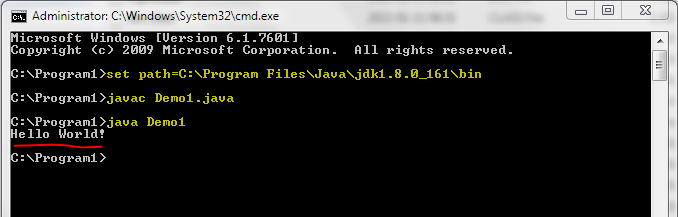 Administrator: C:\Windows\System32\cmd.exe
Microsoft Windows [Version 6.1.7601]
Copyright (c) 2009 Microsoft Corporation.  All rights reserved.
C:\Program1>set path=C:\Program Files\Java\jdk1.8.0_161\bin
C:\Program1>javac Demo1.java
C:\Program1>java Demo1
Hello World!
C:\Program1>